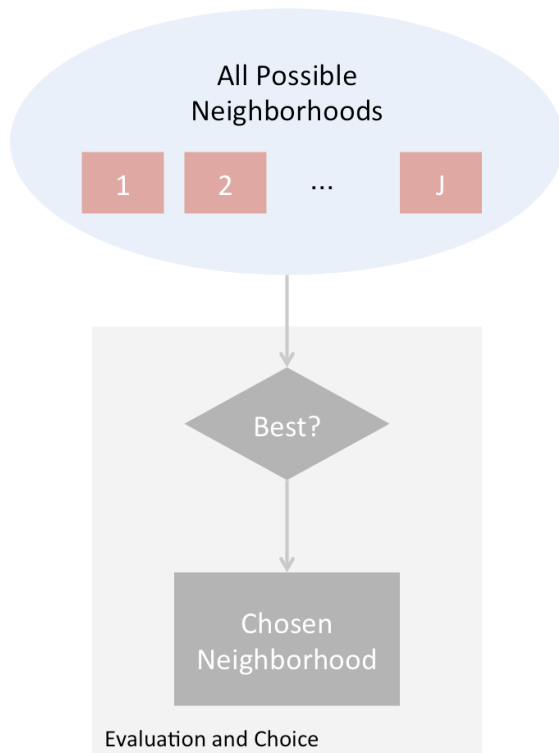 All Possible
Neighborhoods
1 2 ... J
Best?
Chosen
Neighborhood
Evaluation and Choice